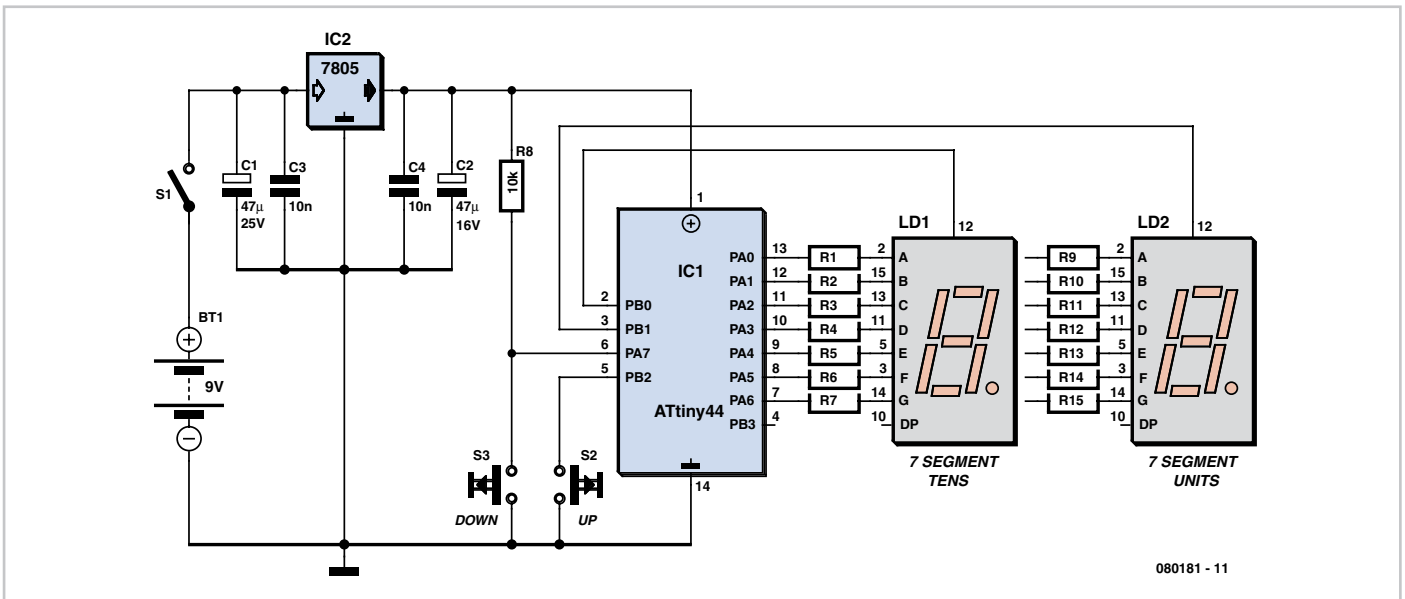 IC2
7805
S1
C1
47µ
25V
C3
10n
C4
10n
C2
47µ
16V
R8
10k
BT1
9V
1
IC1
ATtiny44
2 PB0
3 PB1
6 PA7
5 PB2
PA0 13
PA1 12
PA2 11
PA3 10
PA4 9
PA5 8
PA6 7
PB3 4
14
S3
DOWN
S2
UP
R1
R2
R3
R4
R5
R6
R7
LD1
12
2 A
15 B
13 C
11 D
5 E
3 F
14 G
10 DP
7 SEGMENT
TENS
R9
R10
R11
R12
R13
R14
R15
LD2
12
2 A
15 B
13 C
11 D
5 E
3 F
14 G
10 DP
7 SEGMENT
UNITS
080181 - 11